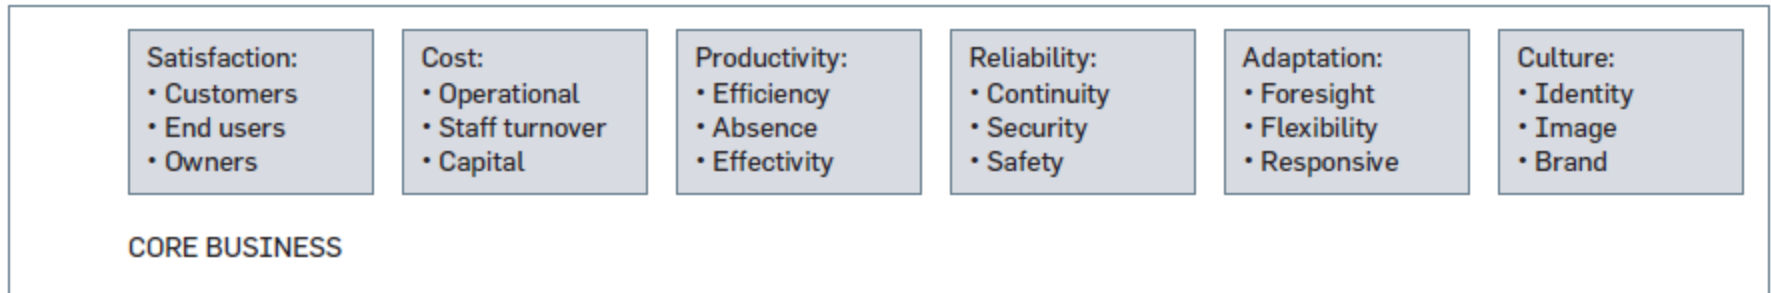 Satisfaction:
• Customers
• End users
• Owners
Cost:
• Operational
• Staff turnover
• Capital
Productivity:
• Efficiency
• Absence
• Effectivity
Reliability:
• Continuity
• Security
• Safety
Adaptation:
• Foresight
• Flexibility
• Responsive
Culture:
• Identity
• Image
• Brand
CORE BUSINESS